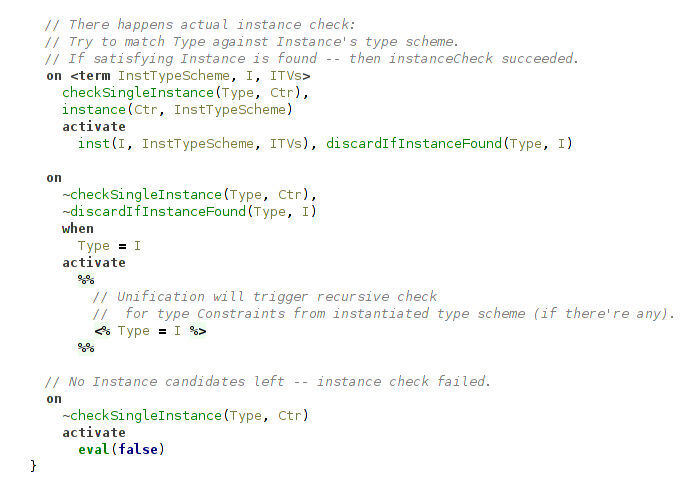 // There happens actual instance check:
// Try to match Type against Instance's type scheme.
// If satisfying Instance is found -- then instanceCheck succeeded.
on <term InstTypeScheme, I, ITVs>
checkSingleInstance(Type, Ctr),
instance(Ctr, InstTypeScheme)
activate
inst(I, InstTypeScheme, ITVs), discardIfInstanceFound(Type, I)
on
~checkSingleInstance(Type, Ctr),
~discardIfInstanceFound(Type, I)
when
Type = I
activate
%%
// Unification will trigger recursive check
//  for type Constraints from instantiated type scheme (if there're any).
<% Type = I %>
%%
// No Instance candidates left -- instance check failed.
on
~checkSingleInstance(Type, Ctr)
activate
eval(false)
}